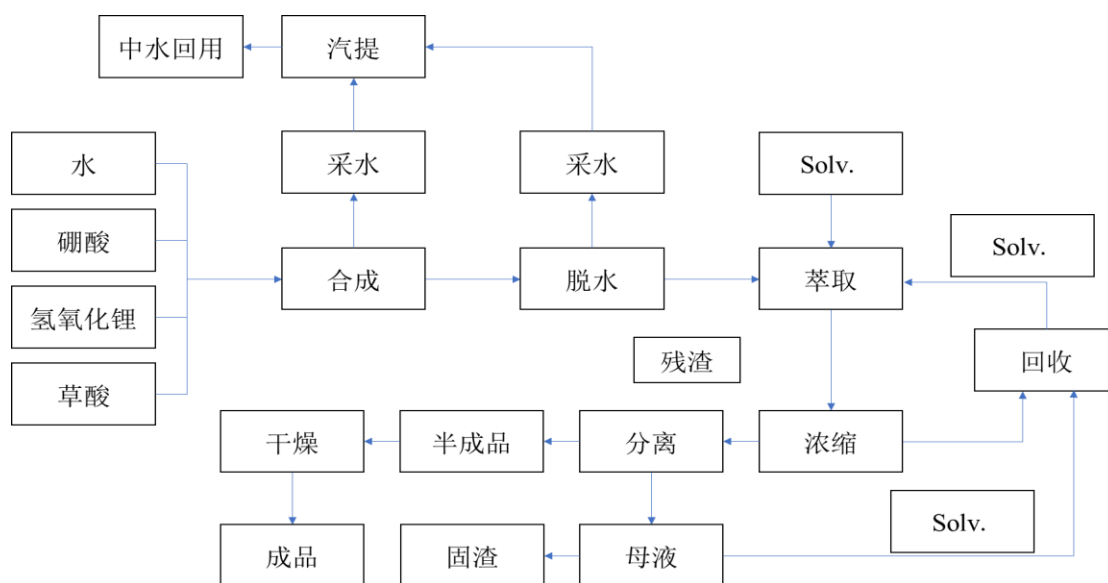 中水回用
汽提
水
采水
采水
Solv.
硼酸
Solv.
合成
脱水
萃取
氢氧化锂
残渣
回收
草酸
干燥
半成品
分离
浓缩
Solv.
成品
固渣
母液